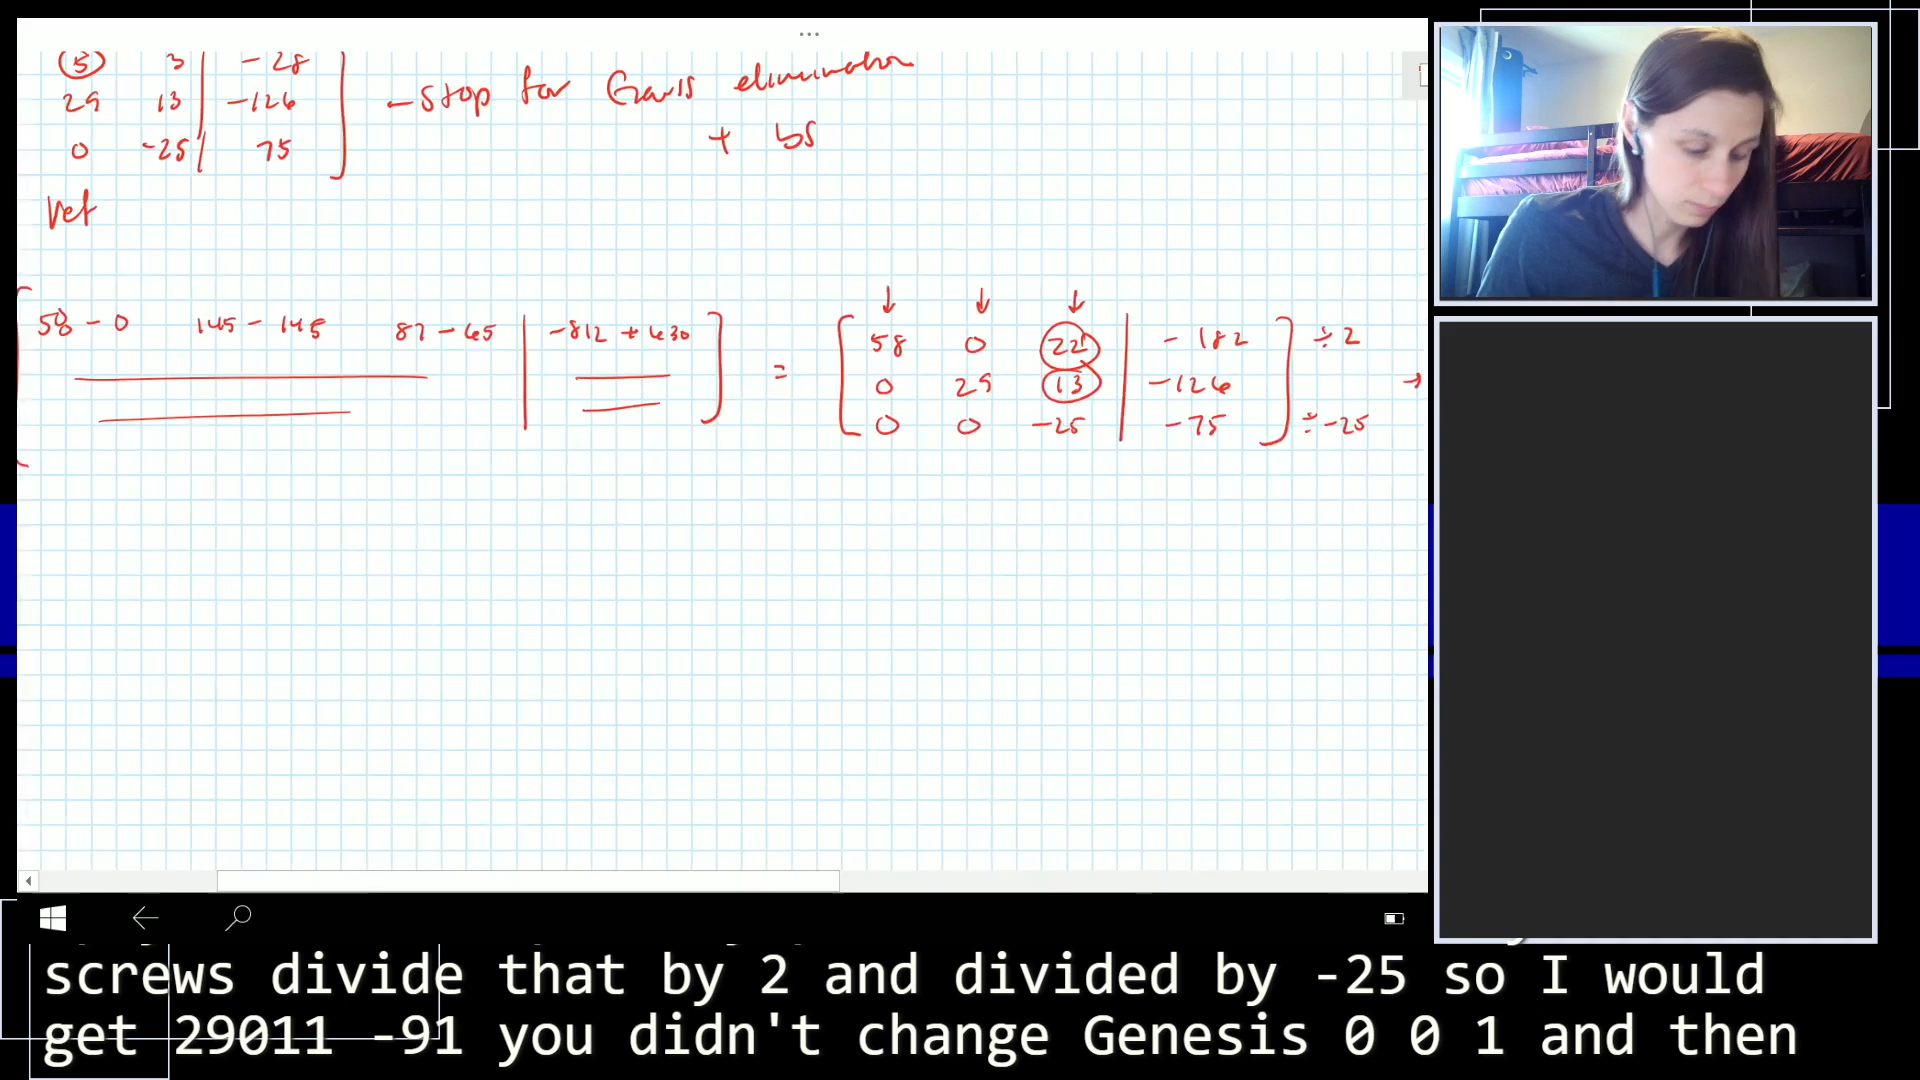 (5) 3 | -28
29 13 | -126 ← Stop for Gauss elimination
0 -25 | 75 + bs
ret
58 - 0 145 - 145 87 - 65 | -812 + 630
=
58 0 22 | -182 ÷ 2
0 29 13 | -126 →
0 0 -25 | -75 ÷ -25
screws divide that by 2 and divided by -25 so I would
get 29011 -91 you didn't change Genesis 0 0 1 and then